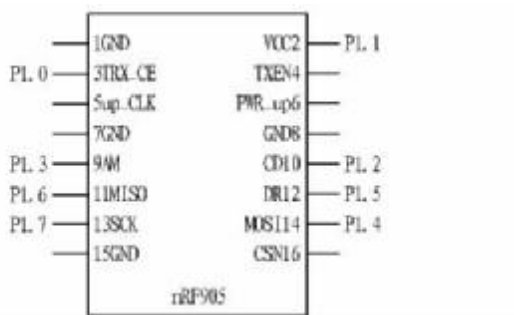 1GND VCC2 P1. 1
P1. 0 3TRX_CE TXEN4
5up_CLK PWR_up6
7GND GND8
P1. 3 9AM CD10 P1. 2
P1. 6 11MISO DR12 P1. 5
P1. 7 13SCK MOSI14 P1. 4
15GND CSN16
nRF905